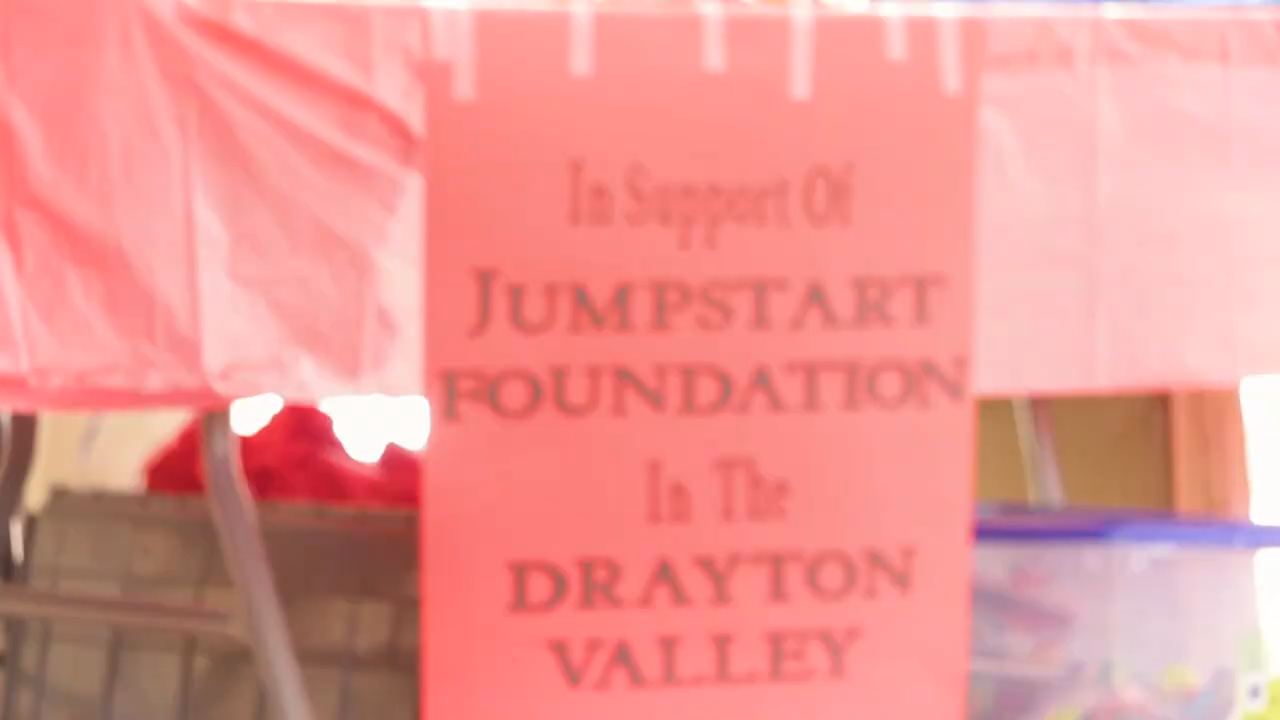 In Support Of
JUMPSTART
FOUNDATION
In The
DRAYTON
VALLEY